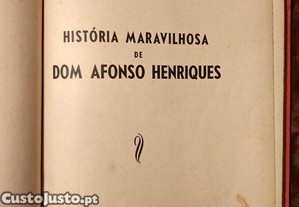 HISTÓRIA MARAVILHOSA
DE
DOM AFONSO HENRIQUES
CustoJusto.pt